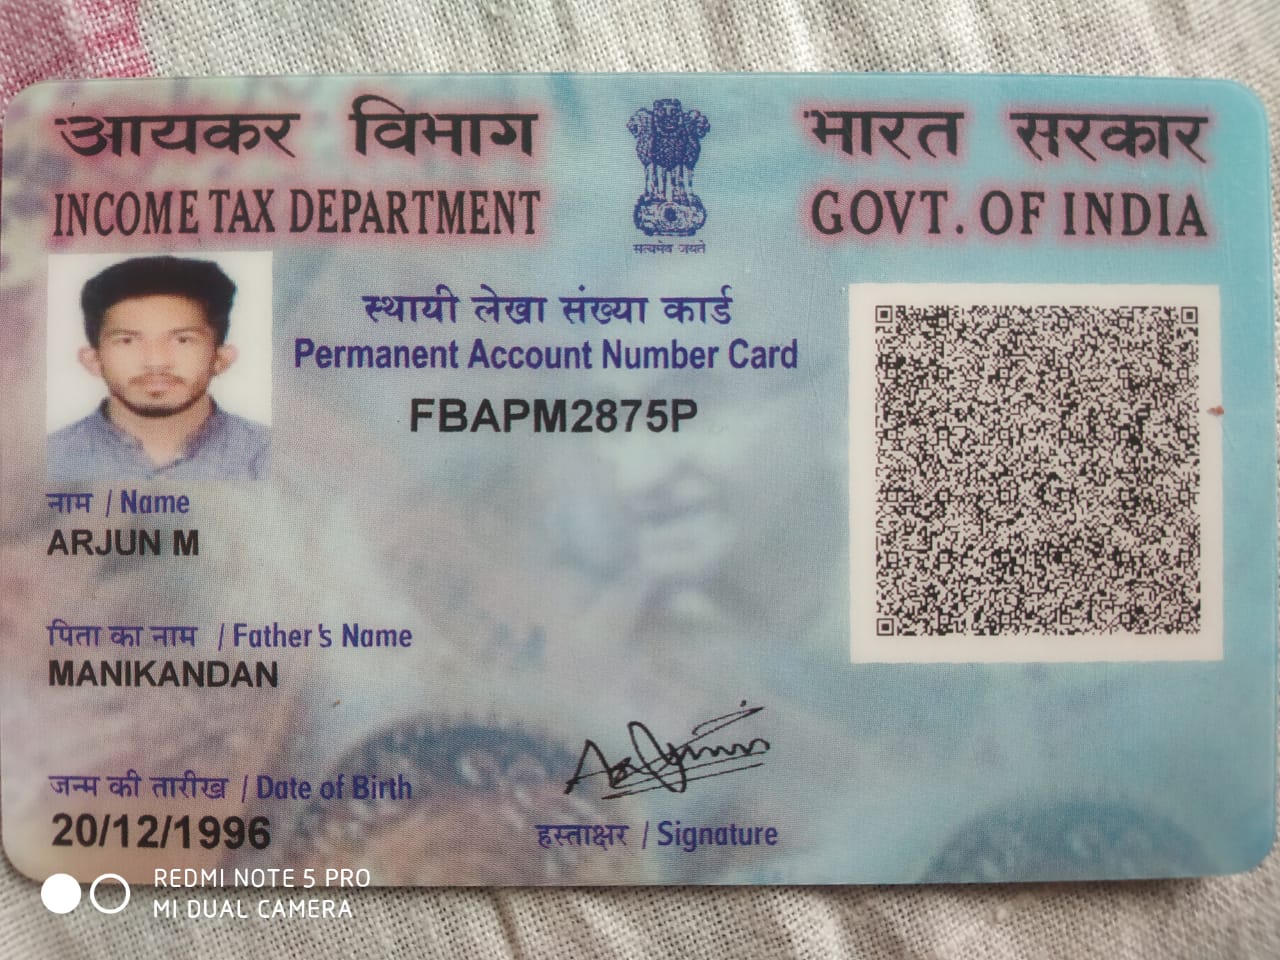 आयकर विभाग
INCOME TAX DEPARTMENT
सत्यमेव जयते
भारत सरकार
GOVT. OF INDIA
स्थायी लेखा संख्या कार्ड
Permanent Account Number Card
FBAPM2875P
नाम / Name
ARJUN M
पिता का नाम / Father's Name
MANIKANDAN
जन्म की तारीख / Date of Birth
20/12/1996
हस्ताक्षर / Signature
REDMI NOTE 5 PRO
MI DUAL CAMERA